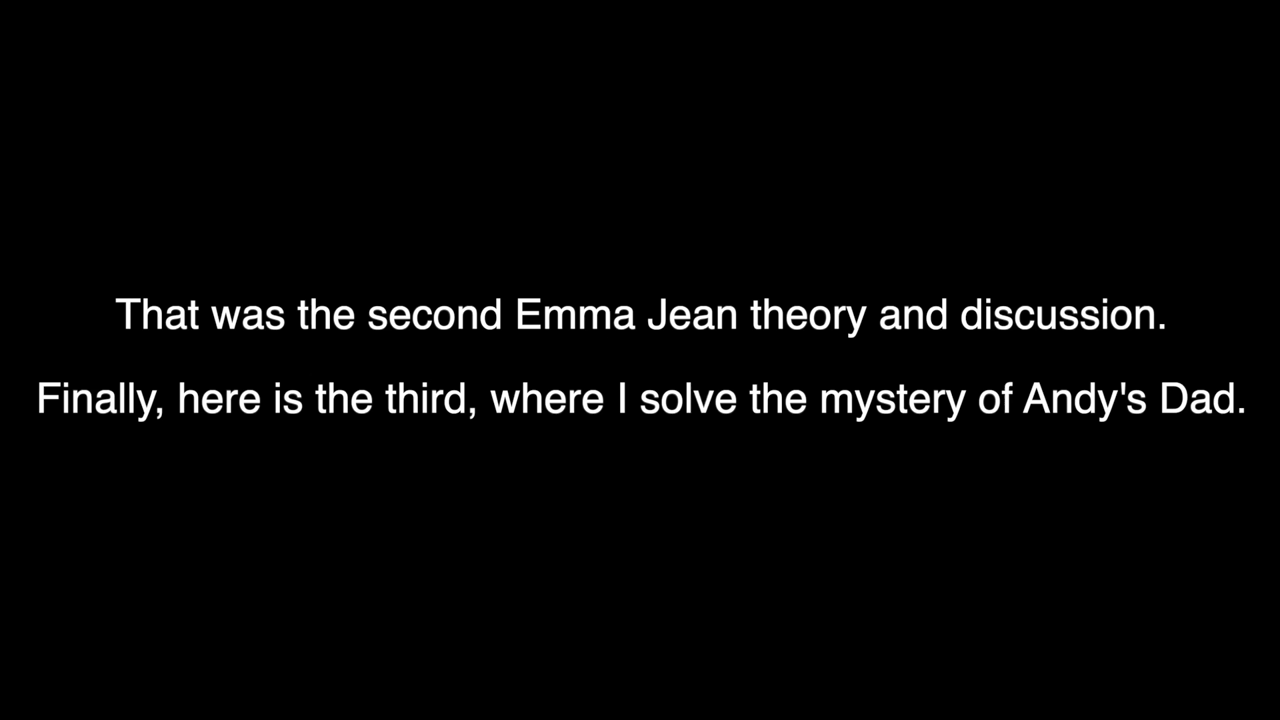 That was the second Emma Jean theory and discussion.
Finally, here is the third, where I solve the mystery of Andy's Dad.